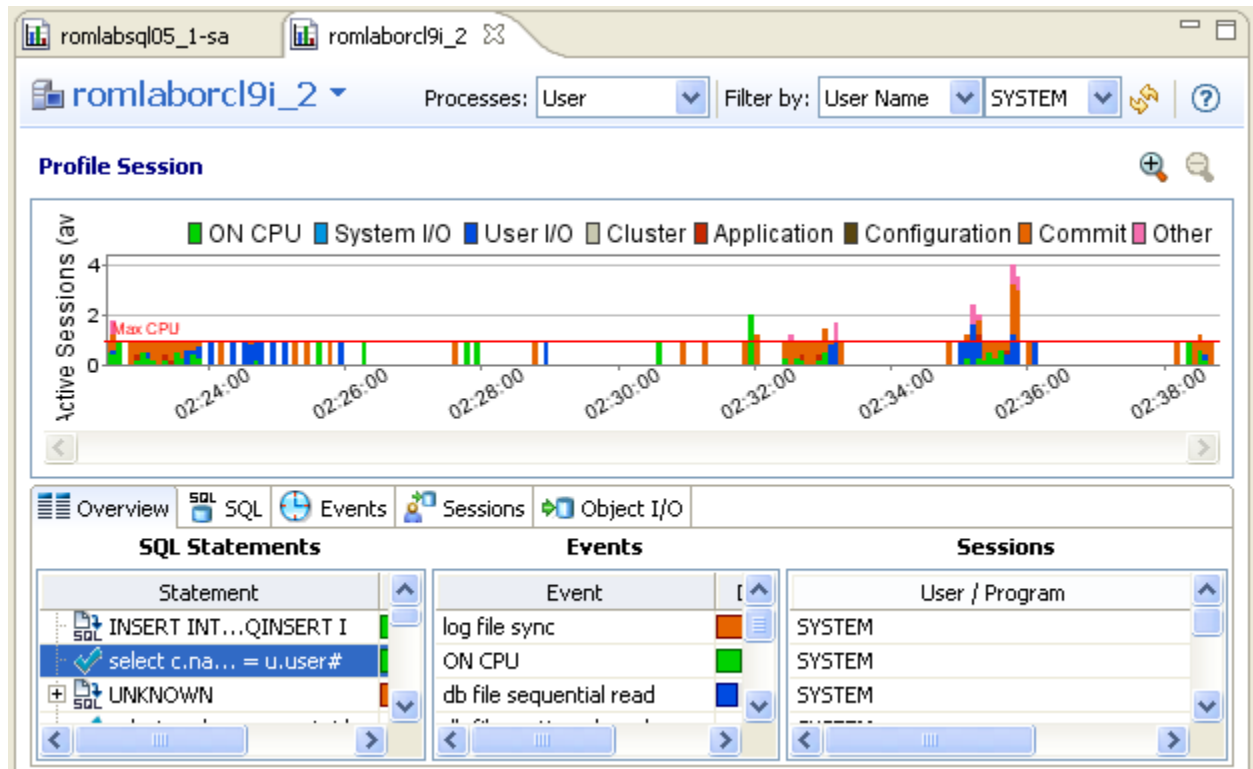 romlabsql05_1-sa romlaborcl9i_2
romlaborcl9i_2 Processes: User Filter by: User Name SYSTEM
Profile Session
Active Sessions (av
ON CPU System I/O User I/O Cluster Application Configuration Commit Other
4
2
Max CPU
0
02:24:00 02:26:00 02:28:00 02:30:00 02:32:00 02:34:00 02:36:00 02:38:00
Overview SQL Events Sessions Object I/O
SQL Statements Events Sessions
Statement Event User / Program
INSERT INT...QINSERT I log file sync SYSTEM
select c.na... = u.user# ON CPU SYSTEM
UNKNOWN db file sequential read SYSTEM